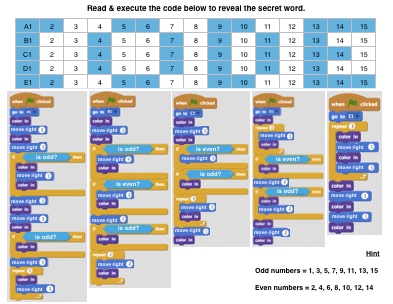 Read & execute the code below to reveal the secret word.
A1 2 3 4 5 6 7 8 9 10 11 12 13 14 15
B1 2 3 4 5 6 7 8 9 10 11 12 13 14 15
C1 2 3 4 5 6 7 8 9 10 11 12 13 14 15
D1 2 3 4 5 6 7 8 9 10 11 12 13 14 15
E1 2 3 4 5 6 7 8 9 10 11 12 13 14 15
when clicked
go to A1
color in
move right
color in
if is odd? then
color in
move right
color in
move right
color in
move right
color in
if is odd? then
color in
move right
color in
repeat
color in
move right
when clicked
go to B1
color in
move right
color in
if is odd? then
move right
color in
if is even? then
move right
color in
move right
if is odd? then
color in
repeat
move right
color in
when clicked
go to C1
color in
move right
color in
if is even? then
move right
if is odd? then
color in
repeat
move right
color in
move right
color in
when clicked
go to
color in
repeat
move right
color in
if is even? then
color in
move right
if is odd? then
color in
move right
color in
when clicked
go to E1
repeat
color in
move right
color in
move right
color in
move right
color in
move right
color in
Hint
Odd numbers = 1, 3, 5, 7, 9, 11, 13, 15
Even numbers = 2, 4, 6, 8, 10, 12, 14